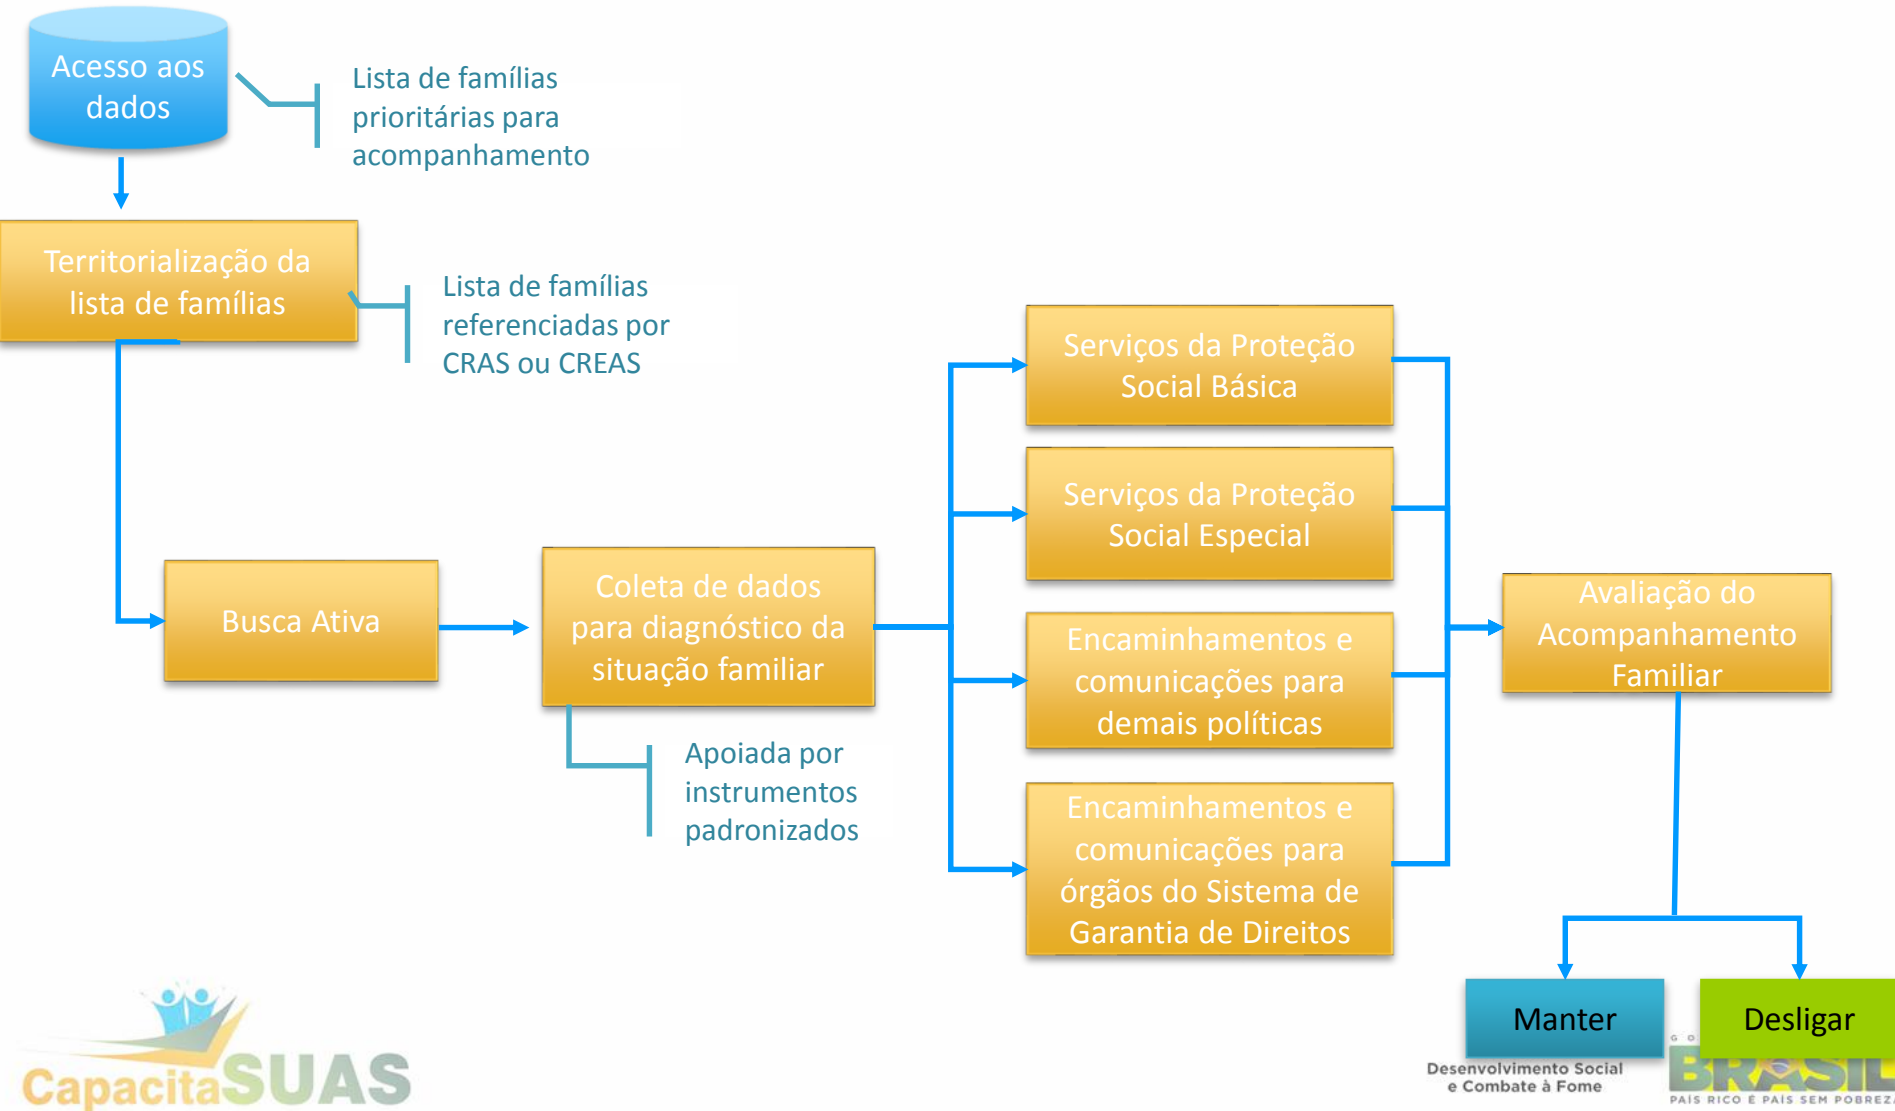 Acesso aos
dados
Lista de famílias
prioritárias para
acompanhamento
Territorialização da
lista de famílias
Lista de famílias
referenciadas por
CRAS ou CREAS
Busca Ativa
Coleta de dados
para diagnóstico da
situação familiar
Apoiada por
instrumentos
padronizados
Serviços da Proteção
Social Básica
Serviços da Proteção
Social Especial
Encaminhamentos e
comunicações para
demais políticas
Encaminhamentos e
comunicações para
órgãos do Sistema de
Garantia de Direitos
Avaliação do
Acompanhamento
Familiar
Manter
Desligar
CapacitaSUAS
Desenvolvimento Social
e Combate à Fome
BRASIL
PAÍS RICO É PAÍS SEM POBREZA